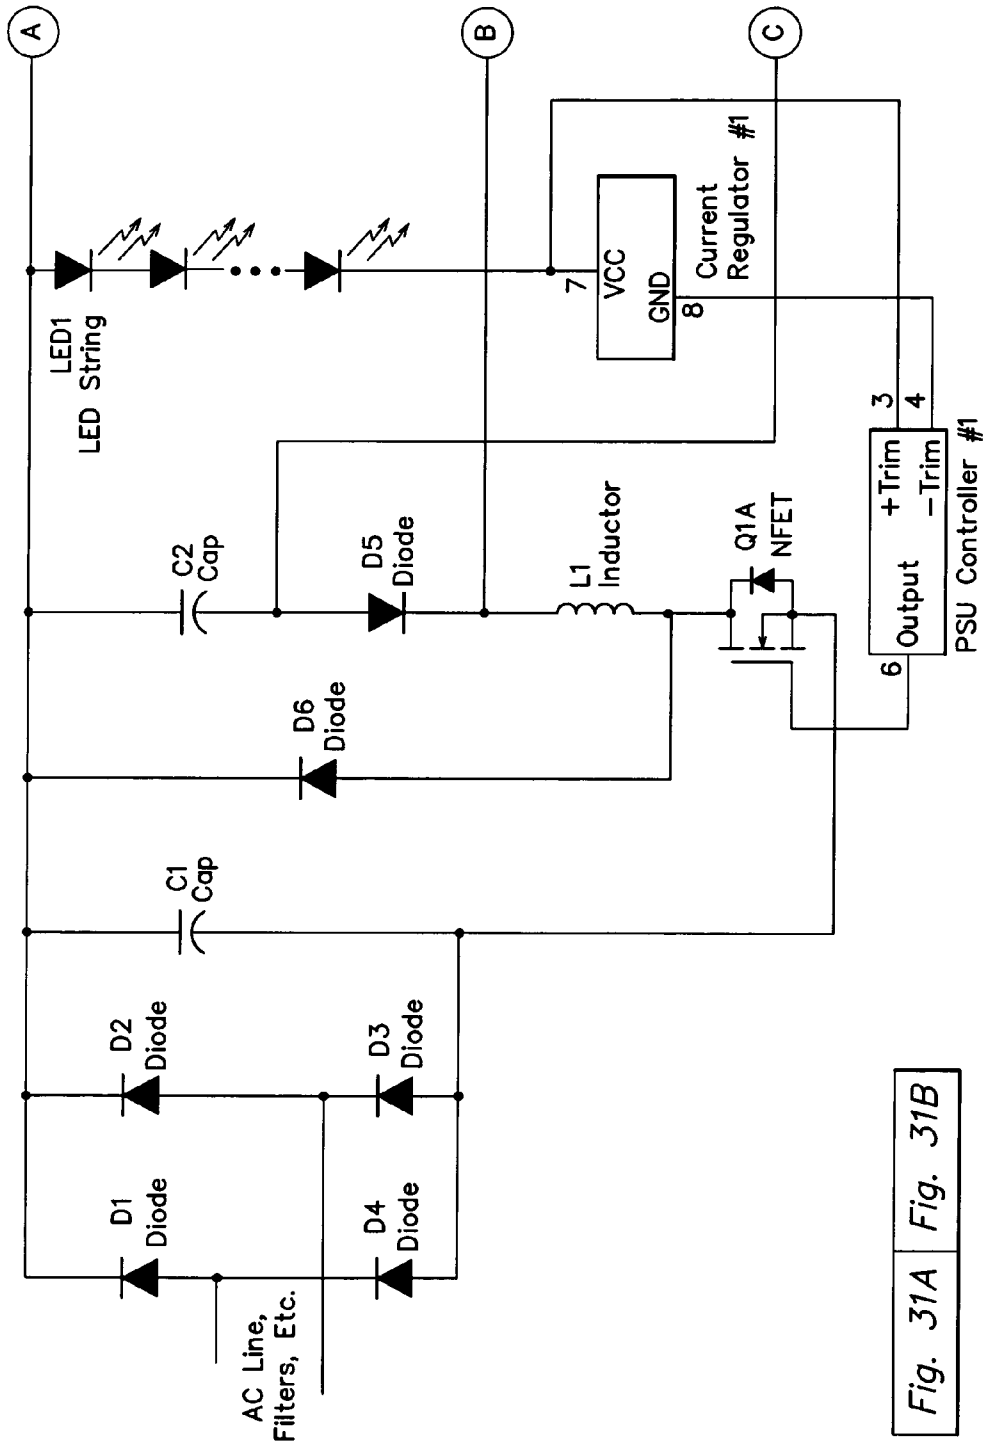 A
B
C
LED1
LED String
C2
Cap
D5
Diode
D6
Diode
L1
Inductor
Q1A
NFET
C1
Cap
D2
Diode
D3
Diode
D1
Diode
D4
Diode
AC Line,
Filters, Etc.
7
VCC
GND
8
Current
Regulator #1
3
4
+Trim
−Trim
Output
6
PSU Controller #1
Fig. 31A
Fig. 31B